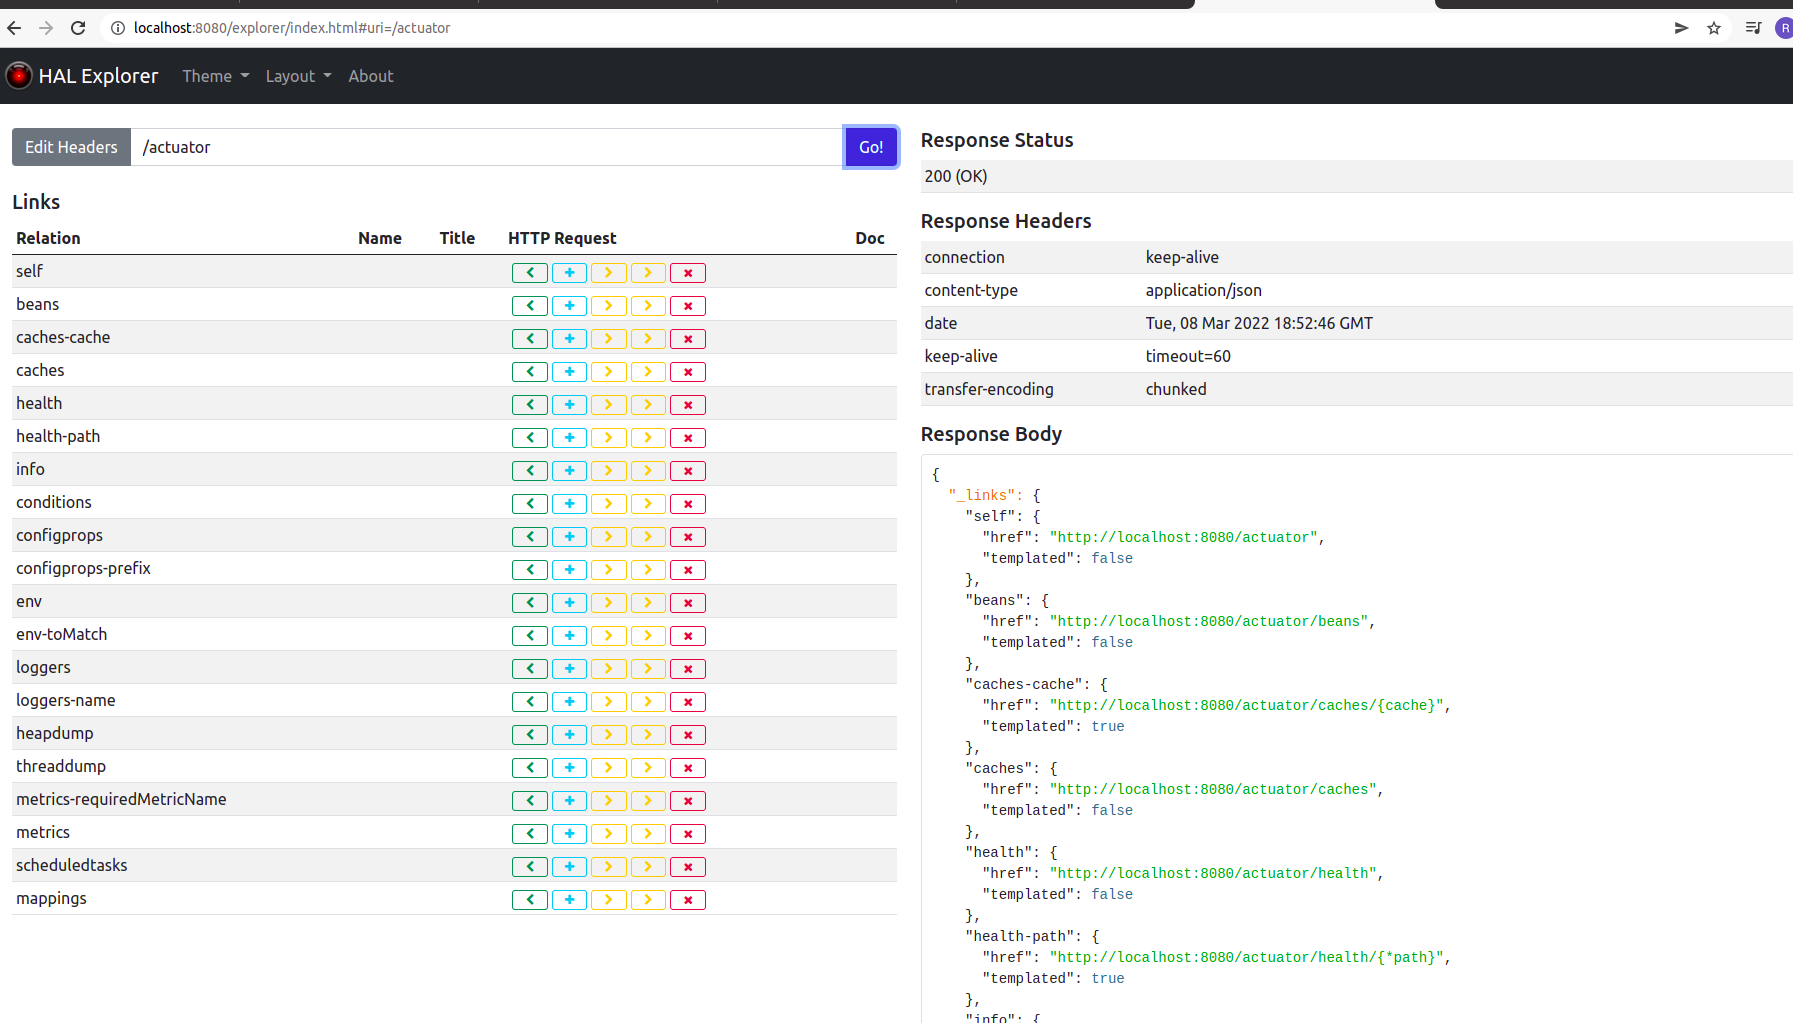 localhost:8080/explorer/index.html#uri=/actuator
R
HAL Explorer Theme Layout About
Edit Headers /actuator Go!
Links
Relation Name Title HTTP Request Doc
self
beans
caches-cache
caches
health
health-path
info
conditions
configprops
configprops-prefix
env
env-toMatch
loggers
loggers-name
heapdump
threaddump
metrics-requiredMetricName
metrics
scheduledtasks
mappings
Response Status
200 (OK)
Response Headers
connection keep-alive
content-type application/json
date Tue, 08 Mar 2022 18:52:46 GMT
keep-alive timeout=60
transfer-encoding chunked
Response Body
{
"_links": {
"self": {
"href": "http://localhost:8080/actuator",
"templated": false
},
"beans": {
"href": "http://localhost:8080/actuator/beans",
"templated": false
},
"caches-cache": {
"href": "http://localhost:8080/actuator/caches/{cache}",
"templated": true
},
"caches": {
"href": "http://localhost:8080/actuator/caches",
"templated": false
},
"health": {
"href": "http://localhost:8080/actuator/health",
"templated": false
},
"health-path": {
"href": "http://localhost:8080/actuator/health/{*path}",
"templated": true
},
"info": {